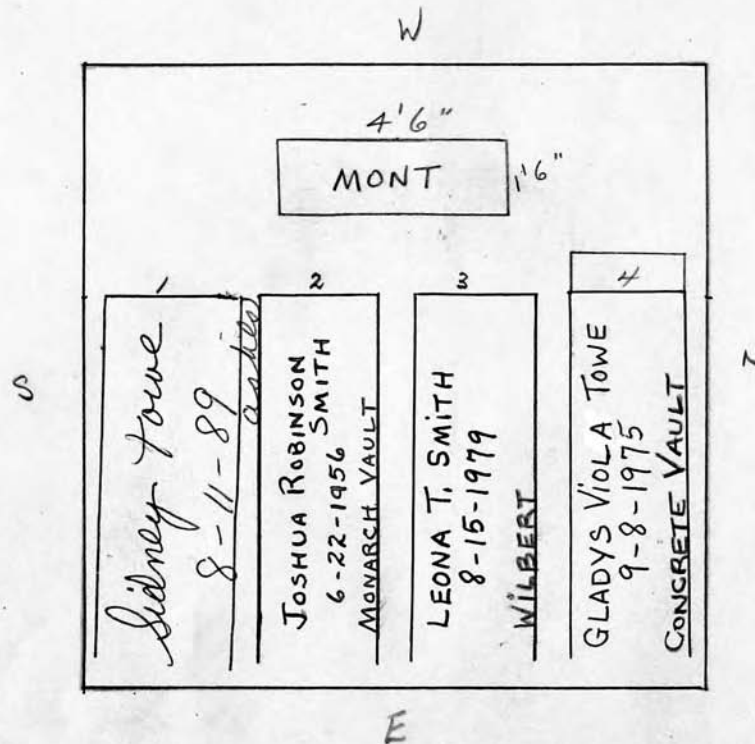 W
4'6"
MONT
1'6"
S
1
Sidney Towe
8-11-89
ashes
2
JOSHUA ROBINSON
SMITH
6-22-1956
MONARCH VAULT
3
LEONA T. SMITH
8-15-1979
WILBERT
4
GLADYS VIOLA TOWE
9-8-1975
CONCRETE VAULT
E